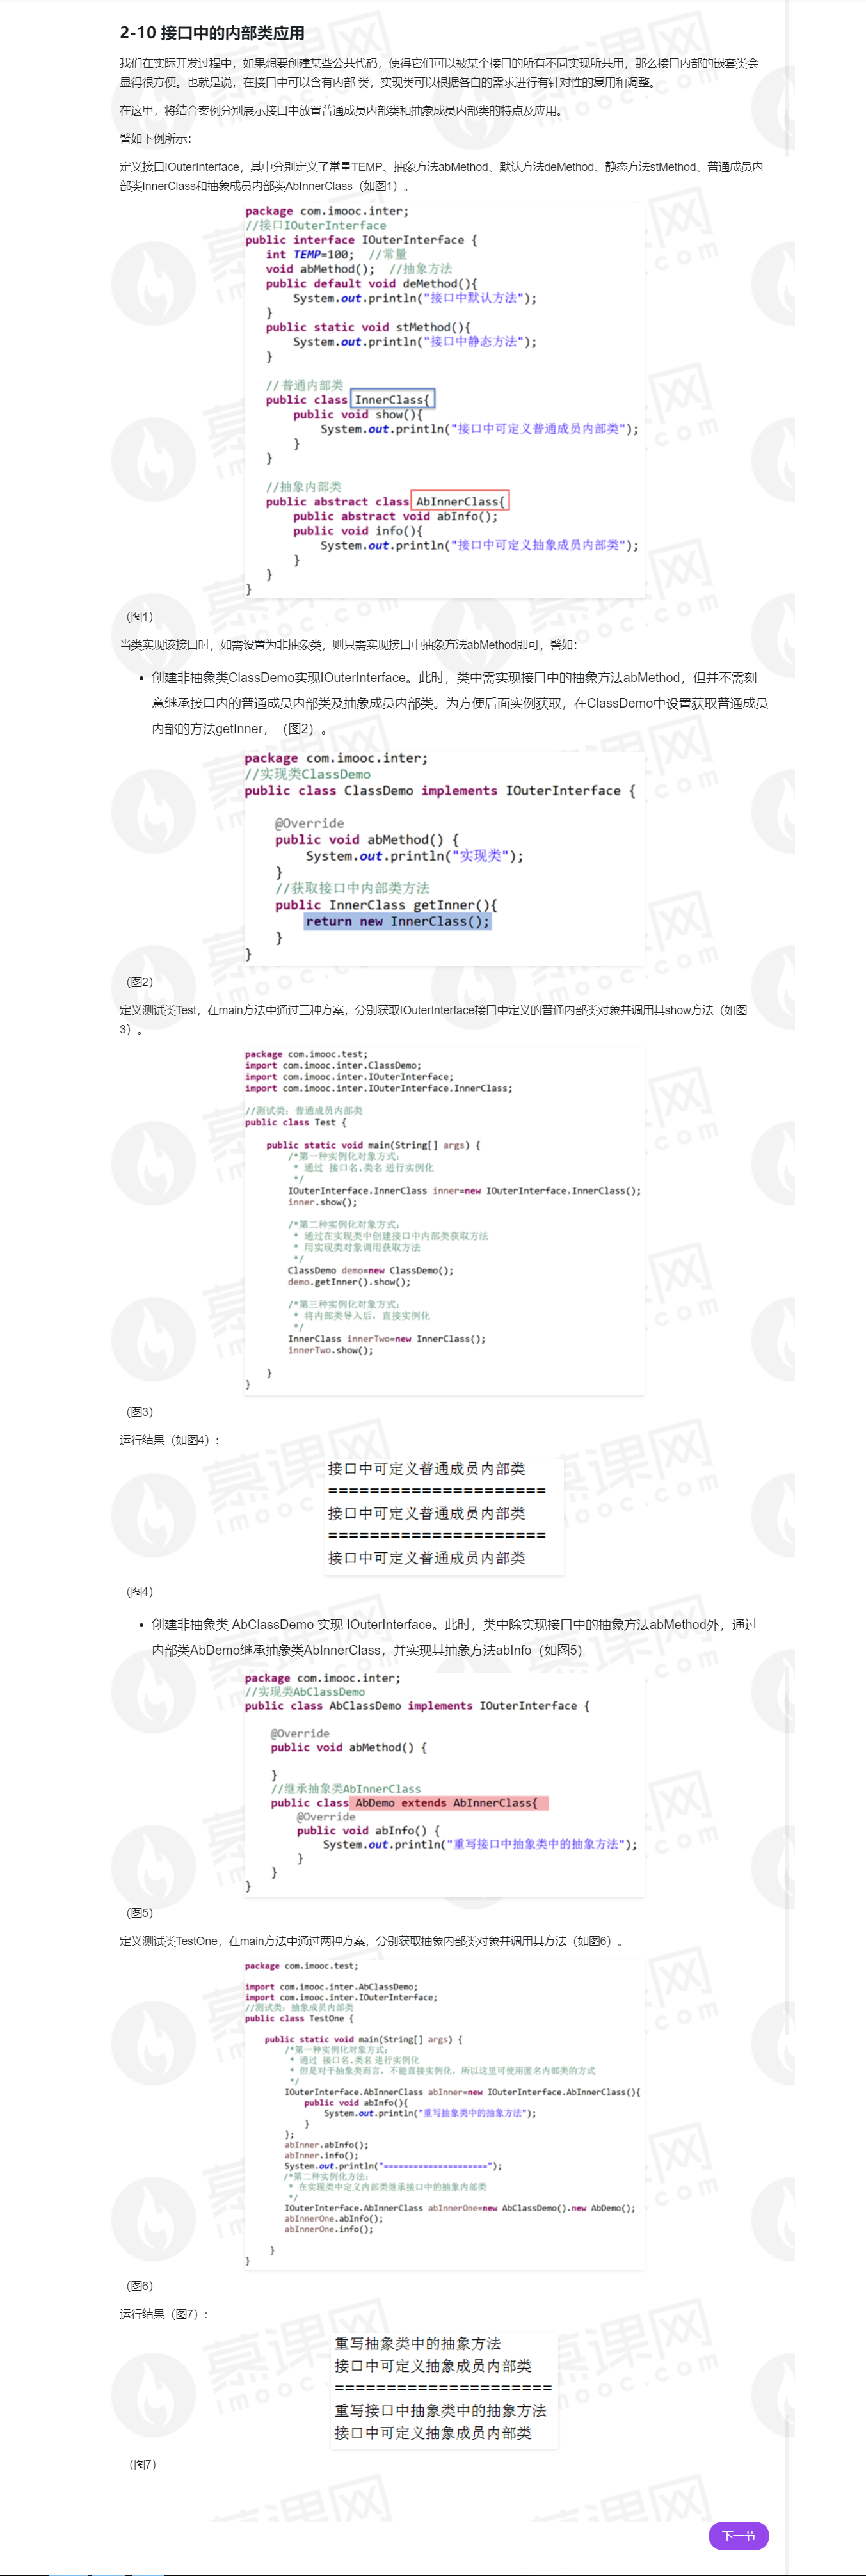 2-10 接口中的内部类应用
我们在实际开发过程中，如果想要创建某些公共代码，使得它们可以被某个接口的所有不同实现所共用，那么接口内部的嵌套类会
显得很方便。也就是说，在接口中可以含有内部 类，实现类可以根据各自的需求进行有针对性的复用和调整。
在这里，将结合案例分别展示接口中放置普通成员内部类和抽象成员内部类的特点及应用。
譬如下例所示：
定义接口IOuterInterface，其中分别定义了常量TEMP、抽象方法abMethod、默认方法deMethod、静态方法stMethod、普通成员内
部类InnerClass和抽象成员内部类AbInnerClass（如图1）。
package com.imooc.inter;
//接口IOuterInterface
public interface IOuterInterface {
int TEMP=100;  //常量
void abMethod();  //抽象方法
public default void deMethod(){
System.out.println("接口中默认方法");
}
public static void stMethod(){
System.out.println("接口中静态方法");
}
//普通内部类
public class InnerClass{
public void show(){
System.out.println("接口中可定义普通成员内部类");
}
}
//抽象内部类
public abstract class AbInnerClass{
public abstract void abInfo();
public void info(){
System.out.println("接口中可定义抽象成员内部类");
}
}
}
（图1）
当类实现该接口时，如需设置为非抽象类，则只需实现接口中抽象方法abMethod即可，譬如：
• 创建非抽象类ClassDemo实现IOuterInterface。此时，类中需实现接口中的抽象方法abMethod，但并不需刻
意继承接口内的普通成员内部类及抽象成员内部类。为方便后面实例获取，在ClassDemo中设置获取普通成员
内部的方法getInner，（图2）。
package com.imooc.inter;
//实现类ClassDemo
public class ClassDemo implements IOuterInterface {
@Override
public void abMethod() {
System.out.println("实现类");
}
//获取接口中内部类方法
public InnerClass getInner(){
return new InnerClass();
}
}
（图2）
定义测试类Test，在main方法中通过三种方案，分别获取IOuterInterface接口中定义的普通内部类对象并调用其show方法（如图
3）。
package com.imooc.test;
import com.imooc.inter.ClassDemo;
import com.imooc.inter.IOuterInterface;
import com.imooc.inter.IOuterInterface.InnerClass;
//测试类：普通成员内部类
public class Test {
public static void main(String[] args) {
/*第一种实例化对象方式：
* 通过 接口名.类名 进行实例化
*/
IOuterInterface.InnerClass inner=new IOuterInterface.InnerClass();
inner.show();
/*第二种实例化对象方式：
* 通过在实现类中创建接口中内部类获取方法
* 用实现类对象调用获取方法
*/
ClassDemo demo=new ClassDemo();
demo.getInner().show();
/*第三种实例化对象方式：
* 将内部类导入后，直接实例化
*/
InnerClass innerTwo=new InnerClass();
innerTwo.show();
}
}
（图3）
运行结果（如图4）：
接口中可定义普通成员内部类
=====================
接口中可定义普通成员内部类
=====================
接口中可定义普通成员内部类
（图4）
• 创建非抽象类 AbClassDemo 实现 IOuterInterface。此时，类中除实现接口中的抽象方法abMethod外，通过
内部类AbDemo继承抽象类AbInnerClass，并实现其抽象方法abInfo（如图5）
package com.imooc.inter;
//实现类AbClassDemo
public class AbClassDemo implements IOuterInterface {
@Override
public void abMethod() {
}
//继承抽象类AbInnerClass
public class AbDemo extends AbInnerClass{
@Override
public void abInfo() {
System.out.println("重写接口中抽象类中的抽象方法");
}
}
}
（图5）
定义测试类TestOne，在main方法中通过两种方案，分别获取抽象内部类对象并调用其方法（如图6）。
package com.imooc.test;
import com.imooc.inter.AbClassDemo;
import com.imooc.inter.IOuterInterface;
//测试类：抽象成员内部类
public class TestOne {
public static void main(String[] args) {
/*第一种实例化对象方式：
* 通过 接口名.类名 进行实例化
* 但是对于抽象类而言，不能直接实例化，所以这里可使用匿名内部类的方式
*/
IOuterInterface.AbInnerClass abInner=new IOuterInterface.AbInnerClass(){
public void abInfo(){
System.out.println("重写抽象类中的抽象方法");
}
};
abInner.abInfo();
abInner.info();
System.out.println("=====================");
/*第二种实例化方法：
* 在实现类中定义内部类继承接口中的抽象内部类
*/
IOuterInterface.AbInnerClass abInnerOne=new AbClassDemo().new AbDemo();
abInnerOne.abInfo();
abInnerOne.info();
}
}
（图6）
运行结果（图7）：
重写抽象类中的抽象方法
接口中可定义抽象成员内部类
=====================
重写接口中抽象类中的抽象方法
接口中可定义抽象成员内部类
（图7）
下一节